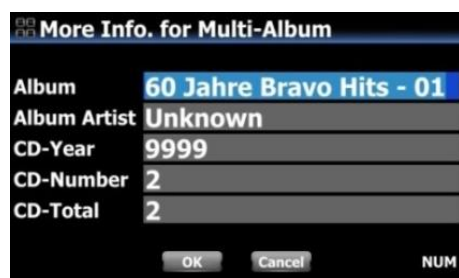 More Info. for Multi-Album
Album 60 Jahre Bravo Hits - 01
Album Artist Unknown
CD-Year 9999
CD-Number 2
CD-Total 2
OK Cancel NUM